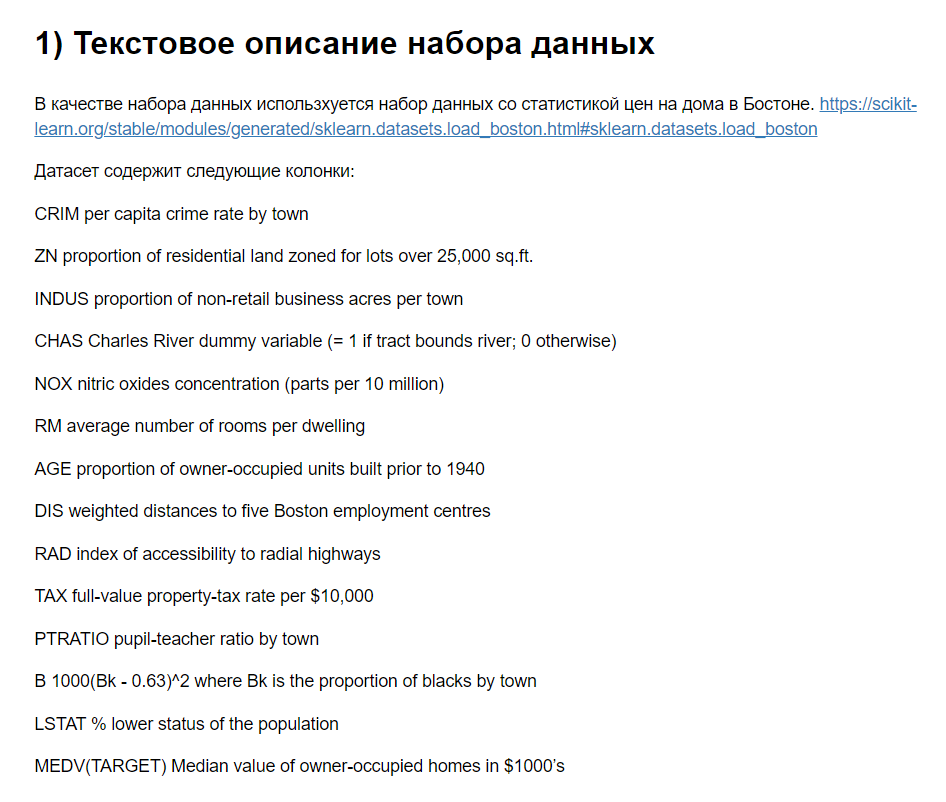 1) Текстовое описание набора данных
В качестве набора данных использхуется набор данных со статистикой цен на дома в Бостоне. https://scikit-
learn.org/stable/modules/generated/sklearn.datasets.load_boston.html#sklearn.datasets.load_boston
Датасет содержит следующие колонки:
CRIM per capita crime rate by town
ZN proportion of residential land zoned for lots over 25,000 sq.ft.
INDUS proportion of non-retail business acres per town
CHAS Charles River dummy variable (= 1 if tract bounds river; 0 otherwise)
NOX nitric oxides concentration (parts per 10 million)
RM average number of rooms per dwelling
AGE proportion of owner-occupied units built prior to 1940
DIS weighted distances to five Boston employment centres
RAD index of accessibility to radial highways
TAX full-value property-tax rate per $10,000
PTRATIO pupil-teacher ratio by town
B 1000(Bk - 0.63)^2 where Bk is the proportion of blacks by town
LSTAT % lower status of the population
MEDV(TARGET) Median value of owner-occupied homes in $1000’s